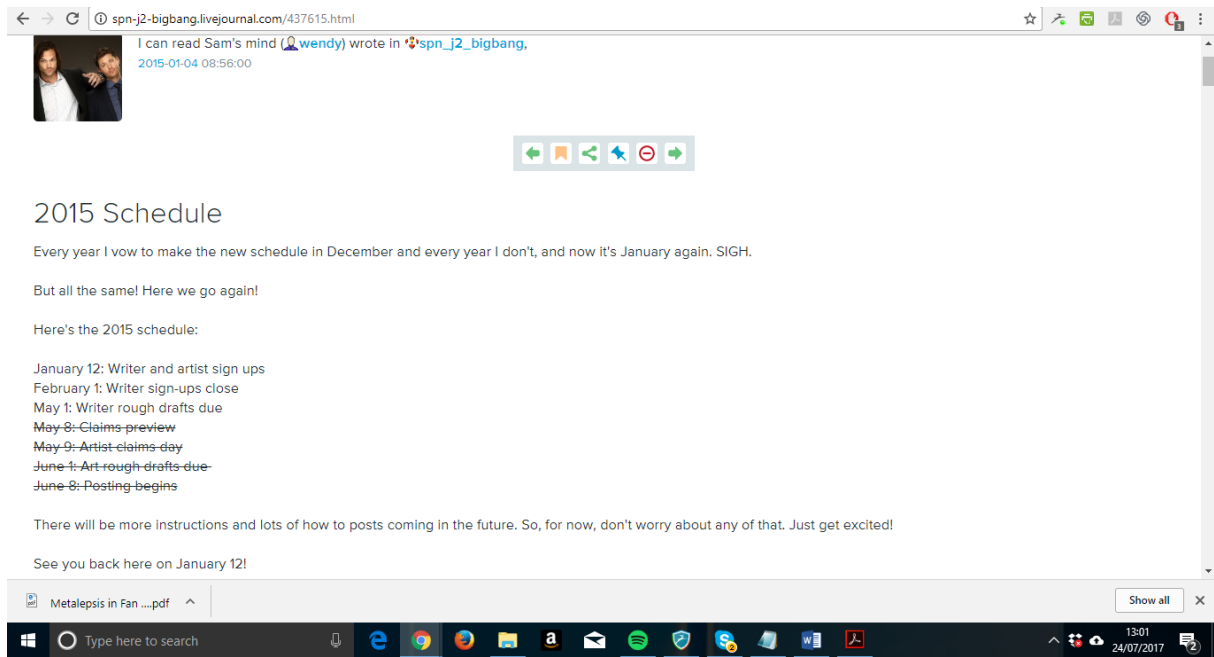 spn-j2-bigbang.livejournal.com/437615.html
3
I can read Sam's mind (wendy) wrote in spn_j2_bigbang,
2015-01-04 08:56:00
2015 Schedule
Every year I vow to make the new schedule in December and every year I don't, and now it's January again. SIGH.
But all the same! Here we go again!
Here's the 2015 schedule:
January 12: Writer and artist sign ups
February 1: Writer sign-ups close
May 1: Writer rough drafts due
May 8: Claims preview
May 9: Artist claims day
June 1: Art rough drafts due
June 8: Posting begins
There will be more instructions and lots of how to posts coming in the future. So, for now, don't worry about any of that. Just get excited!
See you back here on January 12!
Metalepsis in Fan ....pdf
Show all
Type here to search
13:01
24/07/2017